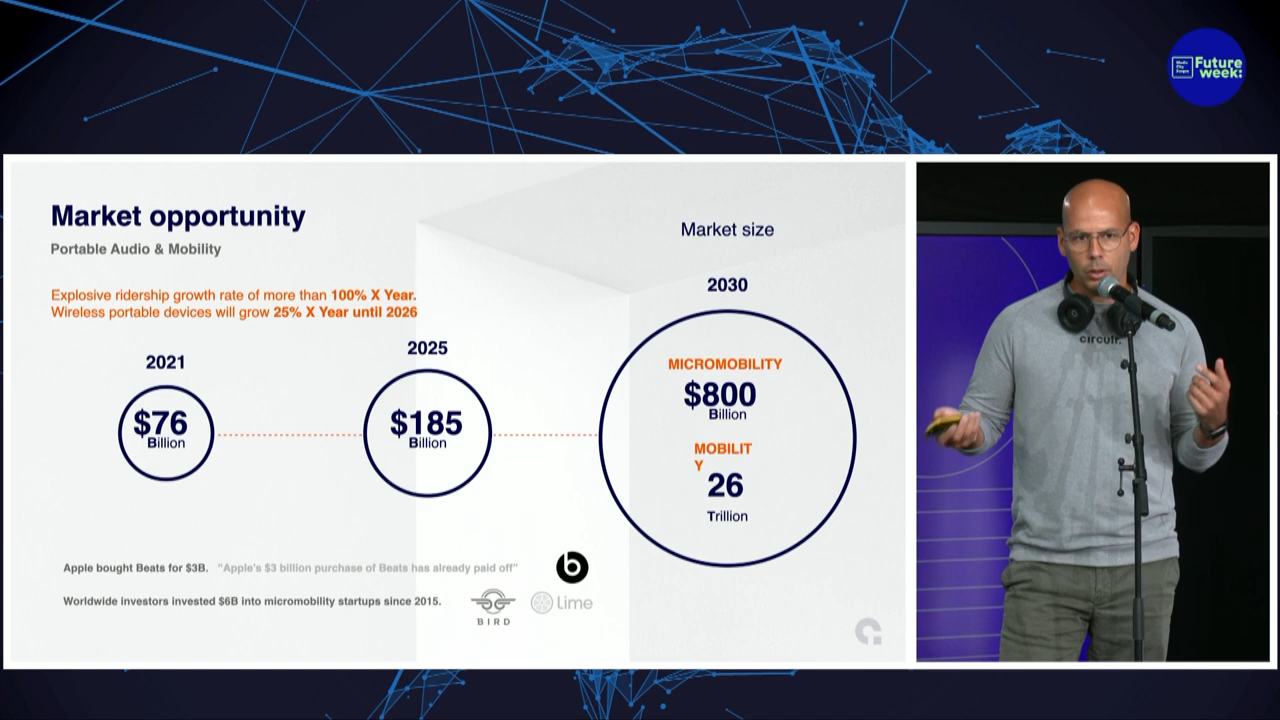 Future
week:
Market opportunity
Portable Audio & Mobility
Explosive ridership growth rate of more than 100% X Year.
Wireless portable devices will grow 25% X Year until 2026
2021
$76
Billion
2025
$185
Billion
Market size
2030
MICROMOBILITY
$800
Billion
MOBILIT
Y
26
Trillion
Apple bought Beats for $3B. "Apple's $3 billion purchase of Beats has already paid off"
b
Worldwide investors invested $6B into micromobility startups since 2015.
BIRD
Lime
circulr.